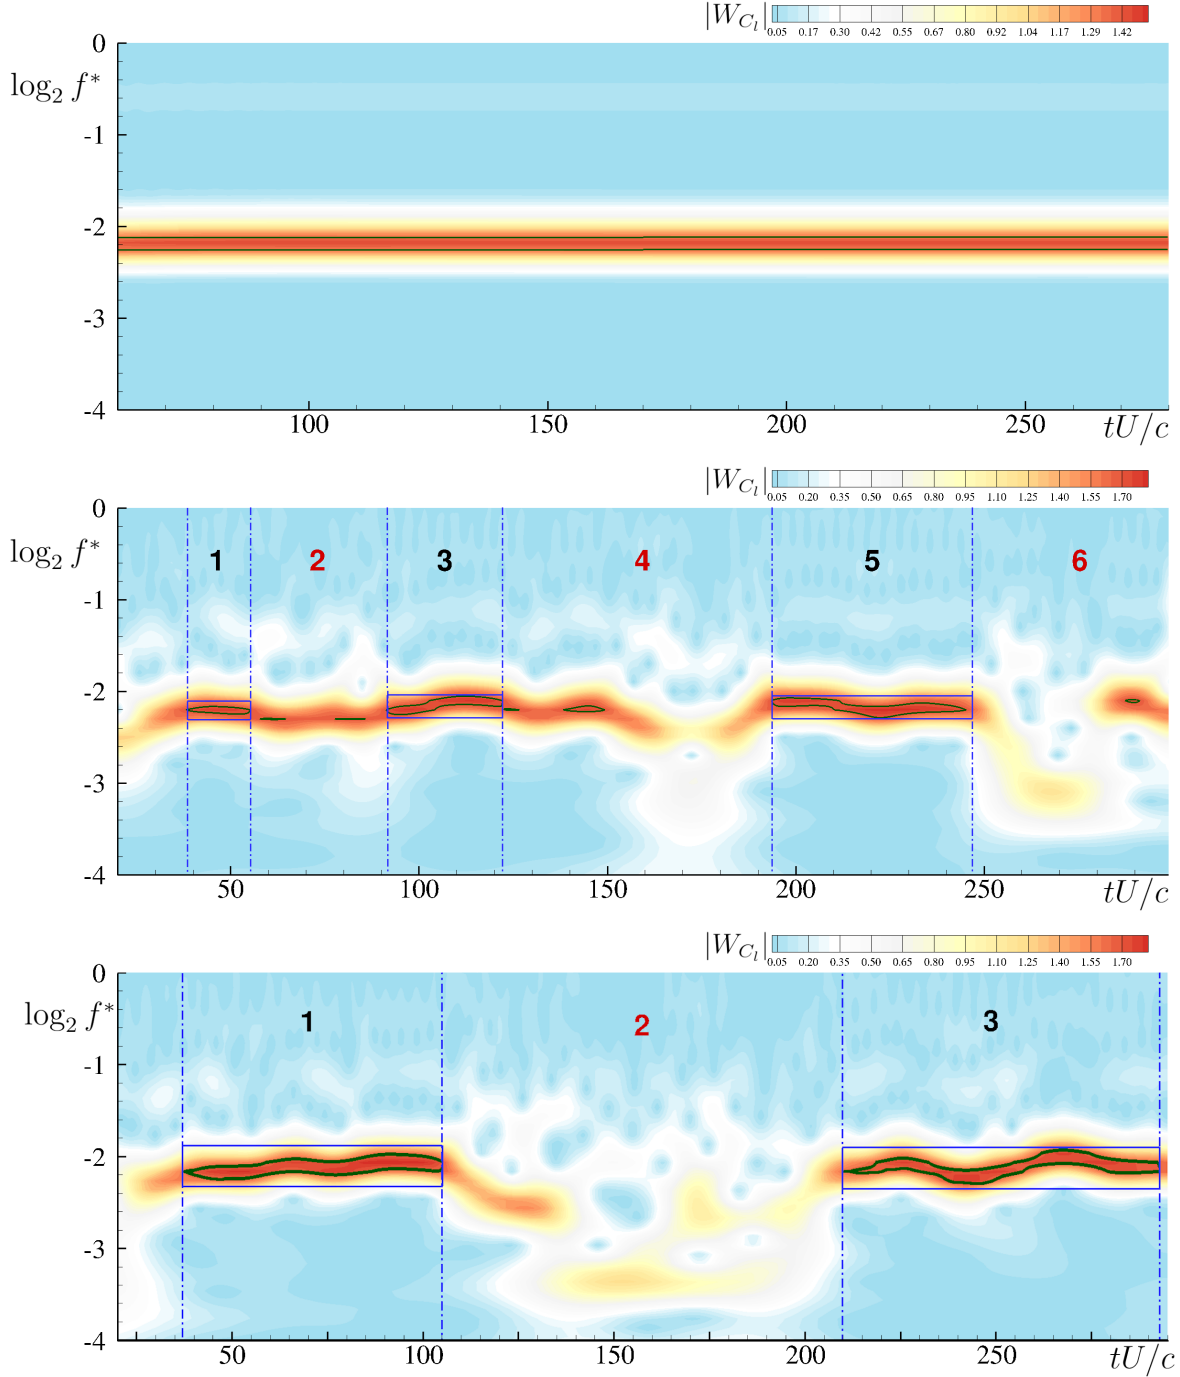 |W_{C_l}| 0.05 0.17 0.30 0.42 0.55 0.67 0.80 0.92 1.04 1.17 1.29 1.42
log₂ f*
0
-1
-2
-3
-4
100 150 200 250 tU/c
|W_{C_l}| 0.05 0.20 0.35 0.50 0.65 0.80 0.95 1.10 1.25 1.40 1.55 1.70
log₂ f*
0
1 2 3 4 5 6
-1
-2
-3
-4
50 100 150 200 250 tU/c
|W_{C_l}| 0.05 0.20 0.35 0.50 0.65 0.80 0.95 1.10 1.25 1.40 1.55 1.70
log₂ f*
0
1 2 3
-1
-2
-3
-4
50 100 150 200 250 tU/c